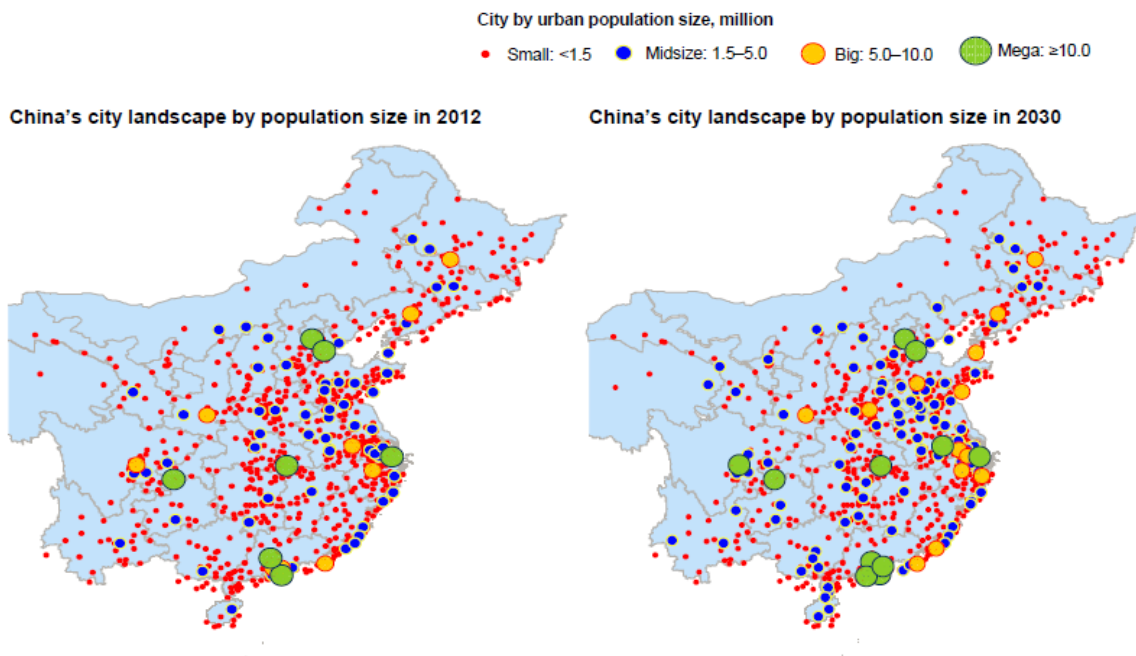 City by urban population size, million
Small: <1.5 Midsize: 1.5–5.0 Big: 5.0–10.0 Mega: ≥10.0
China's city landscape by population size in 2012 China's city landscape by population size in 2030